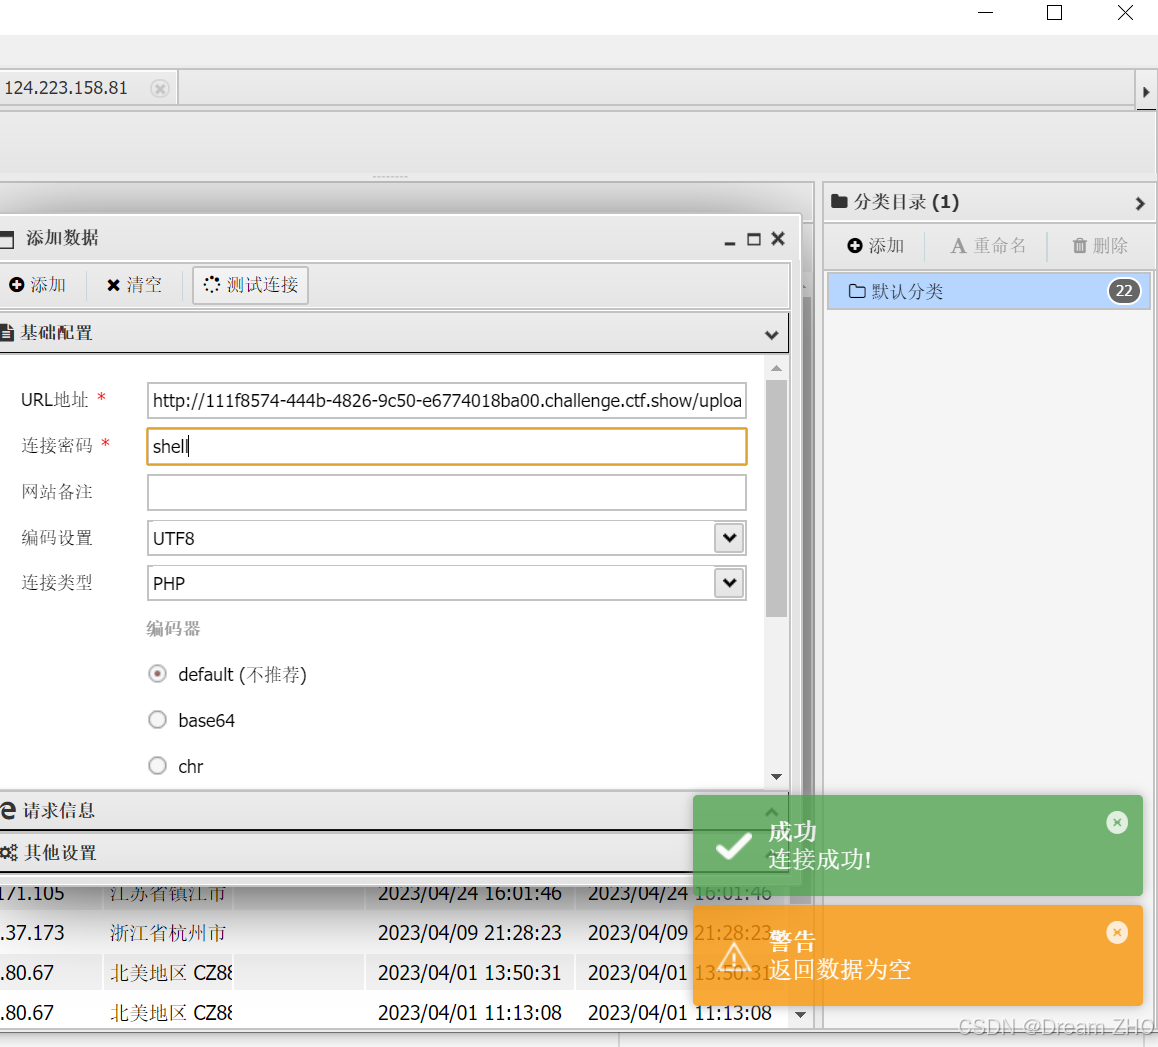 124.223.158.81
分类目录 (1)
添加数据
添加 重命名 删除
添加 清空 测试连接
默认分类 22
基础配置
URL地址 * http://111f8574-444b-4826-9c50-e6774018ba00.challenge.ctf.show/uploa
连接密码 * shell
网站备注
编码设置 UTF8
连接类型 PHP
编码器
default (不推荐)
base64
chr
请求信息
其他设置
成功
连接成功!
171.105 江苏省镇江市 2023/04/24 16:01:46 2023/04/24 16:01:46
.37.173 浙江省杭州市 2023/04/09 21:28:23 2023/04/09 21:28:23
警告
返回数据为空
.80.67 北美地区 CZ88 2023/04/01 13:50:31 2023/04/01 13:50:31
.80.67 北美地区 CZ88 2023/04/01 11:13:08 2023/04/01 11:13:08
CSDN @Dream ZHO